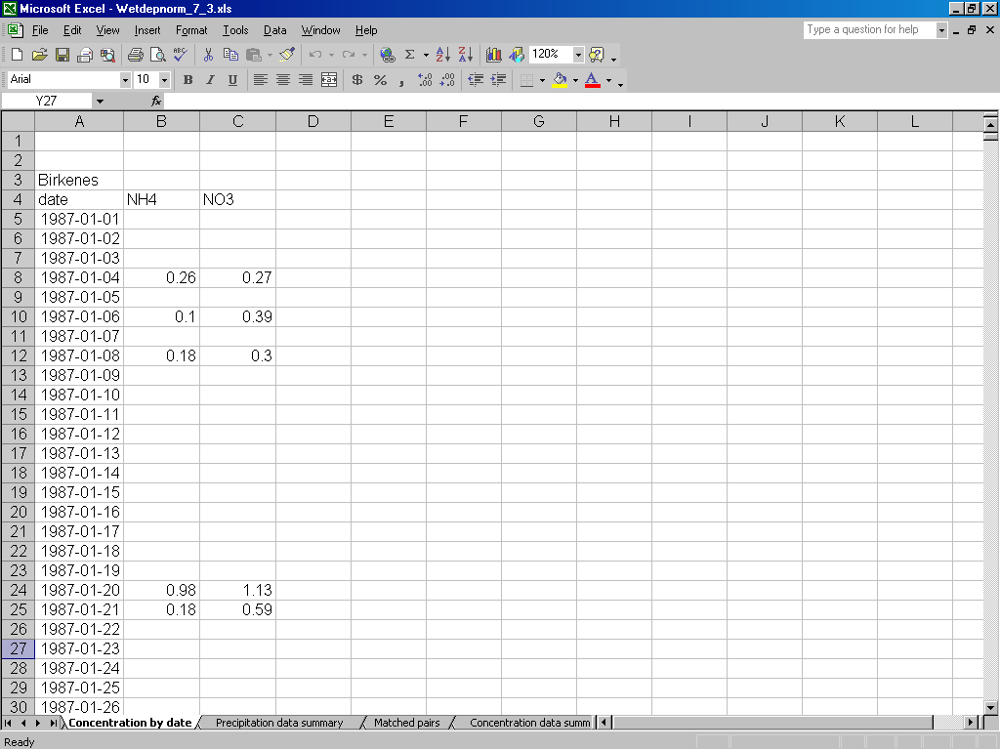 Microsoft Excel - Wetdepnorm_7_3.xls
File Edit View Insert Format Tools Data Window Help Type a question for help
120%
Arial 10 B I U $ % ,
Y27 fx
A B C D E F G H I J K L
1
2
3 Birkenes
4 date NH4 NO3
5 1987-01-01
6 1987-01-02
7 1987-01-03
8 1987-01-04 0.26 0.27
9 1987-01-05
10 1987-01-06 0.1 0.39
11 1987-01-07
12 1987-01-08 0.18 0.3
13 1987-01-09
14 1987-01-10
15 1987-01-11
16 1987-01-12
17 1987-01-13
18 1987-01-14
19 1987-01-15
20 1987-01-16
21 1987-01-17
22 1987-01-18
23 1987-01-19
24 1987-01-20 0.98 1.13
25 1987-01-21 0.18 0.59
26 1987-01-22
27 1987-01-23
28 1987-01-24
29 1987-01-25
30 1987-01-26
Concentration by date Precipitation data summary Matched pairs Concentration data summ
Ready